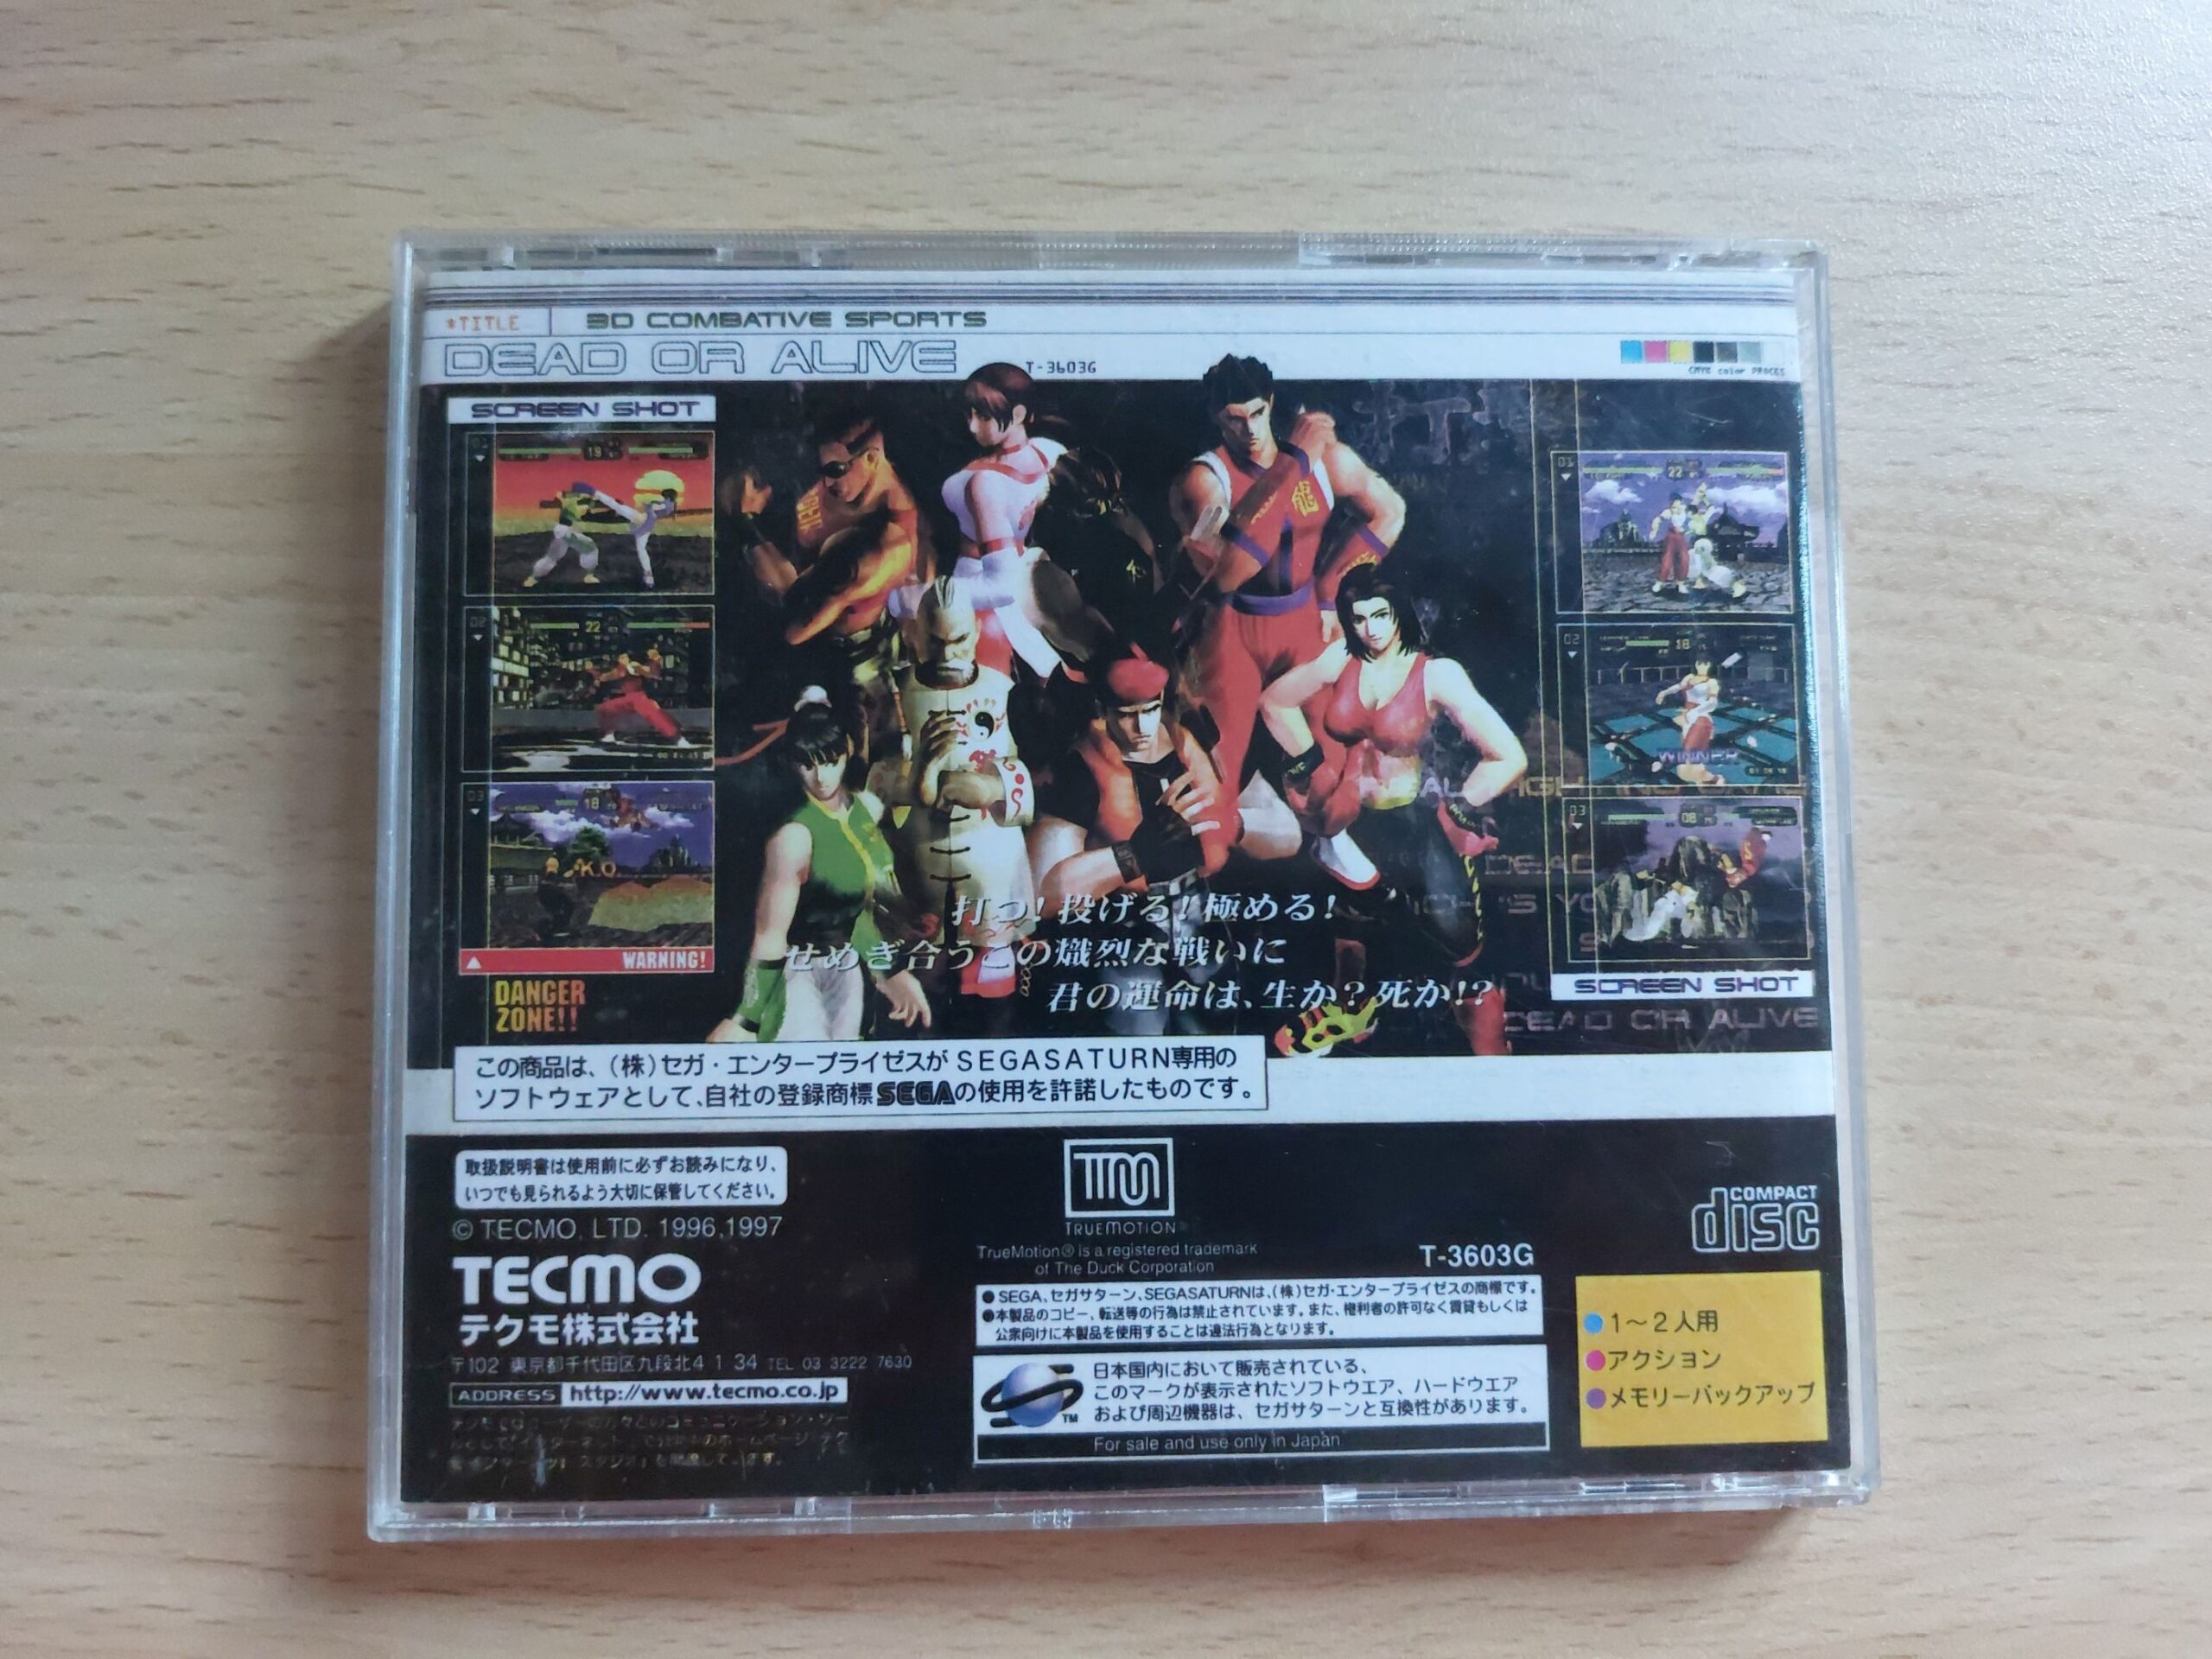 *TITLE
3D COMBATIVE SPORTS
DEAD OR ALIVE
T-3603G
CMYK color PROCES
SCREEN SHOT
01
19
02
22
03
18
K.O.
WARNING!
DANGER
ZONE!!
01
22
02
18
WINNER
03
08
SCREEN SHOT
DEAD OR ALIVE
龍
打つ! 投げる! 極める!
せめぎ合うこの熾烈な戦いに
君の運命は、生か? 死か!?
この商品は、(株)セガ・エンタープライゼスが SEGASATURN専用の
ソフトウェアとして、自社の登録商標SEGAの使用を許諾したものです。
取扱説明書は使用前に必ずお読みになり、
いつでも見られるよう大切に保管してください。
© TECMO, LTD. 1996,1997
TECMO
テクモ株式会社
〒102 東京都千代田区九段北4 1 34 TEL 03 3222 7630
ADDRESS http://www.tecmo.co.jp
TM
TRUEMOTION®
TrueMotion® is a registered trademark
of The Duck Corporation
T-3603G
●SEGA、セガサターン、SEGASATURNは、(株)セガ・エンタープライゼスの商標です。
●本製品のコピー、転送等の行為は禁止されています。また、権利者の許可なく賃貸もしくは
公衆向けに本製品を使用することは違法行為となります。
日本国内において販売されている、
このマークが表示されたソフトウエア、ハードウエア
および周辺機器は、セガサターンと互換性があります。
TM
For sale and use only in Japan
COMPACT
disc
●1〜2人用
●アクション
●メモリーバックアップ